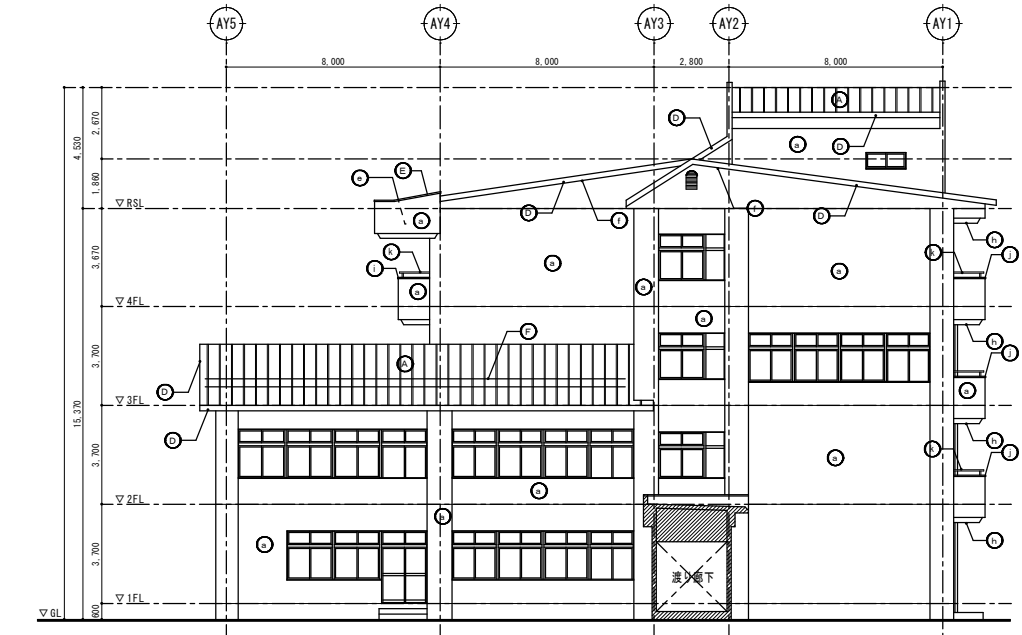 AY5 AY4 AY3 AY2 AY1
8,000 8,000 2,800 8,000
A
2,670
D
D
a
4,530
E
e
1,860
▽ RSL
D
f
f
D
a
h
k
k
j
a
a
i
3,670
a
a
▽ 4FL
a
F
h
j
A
3,700
D
a
▽ 3FL
15,370
D
h
k
j
a
3,700
a
▽ 2FL
a
a
h
渡り廊下
3,700
▽ 1FL
600
▽ GL